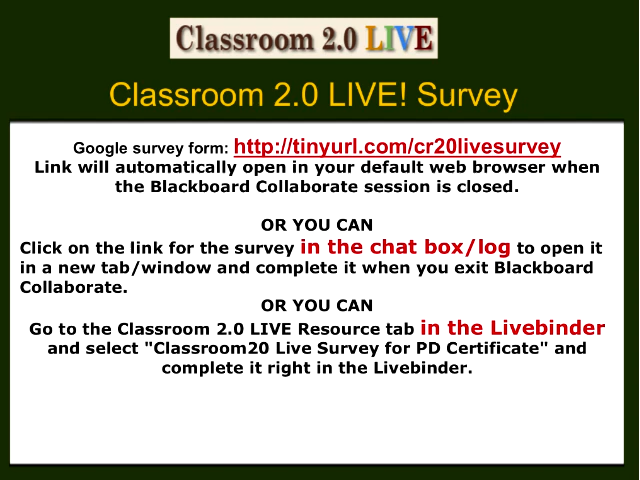 Classroom 2.0 LIVE
Classroom 2.0 LIVE! Survey
Google survey form: http://tinyurl.com/cr20livesurvey
Link will automatically open in your default web browser when
the Blackboard Collaborate session is closed.
OR YOU CAN
Click on the link for the survey in the chat box/log to open it
in a new tab/window and complete it when you exit Blackboard
Collaborate.
OR YOU CAN
Go to the Classroom 2.0 LIVE Resource tab in the Livebinder
and select "Classroom20 Live Survey for PD Certificate" and
complete it right in the Livebinder.